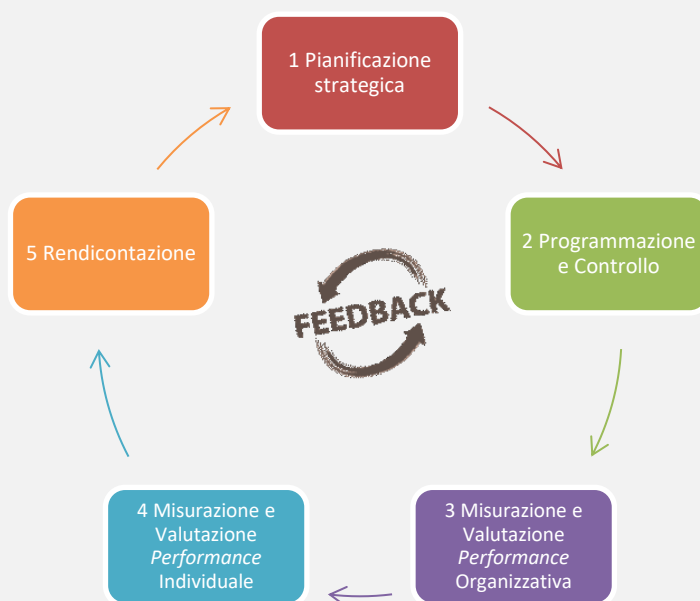 1 Pianificazione
strategica
2 Programmazione
e Controllo
3 Misurazione e
Valutazione
Performance
Organizzativa
4 Misurazione e
Valutazione
Performance
Individuale
5 Rendicontazione
FEEDBACK